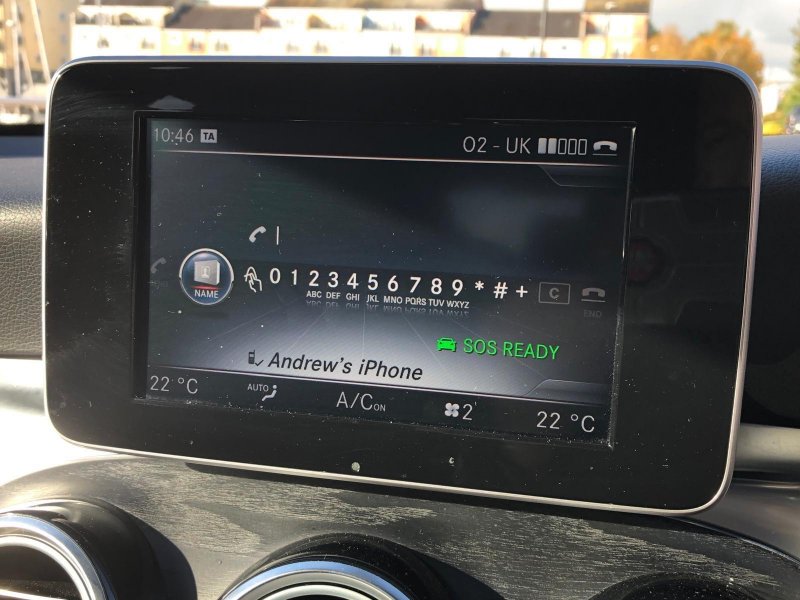 10:46 TA O2 - UK
NAME 0 1 2 3 4 5 6 7 8 9 * # + C
ABC DEF GHI JKL MNO PQRS TUV WXYZ
END
SOS READY
Andrew's iPhone
22 °C AUTO A/C ON 2 22 °C